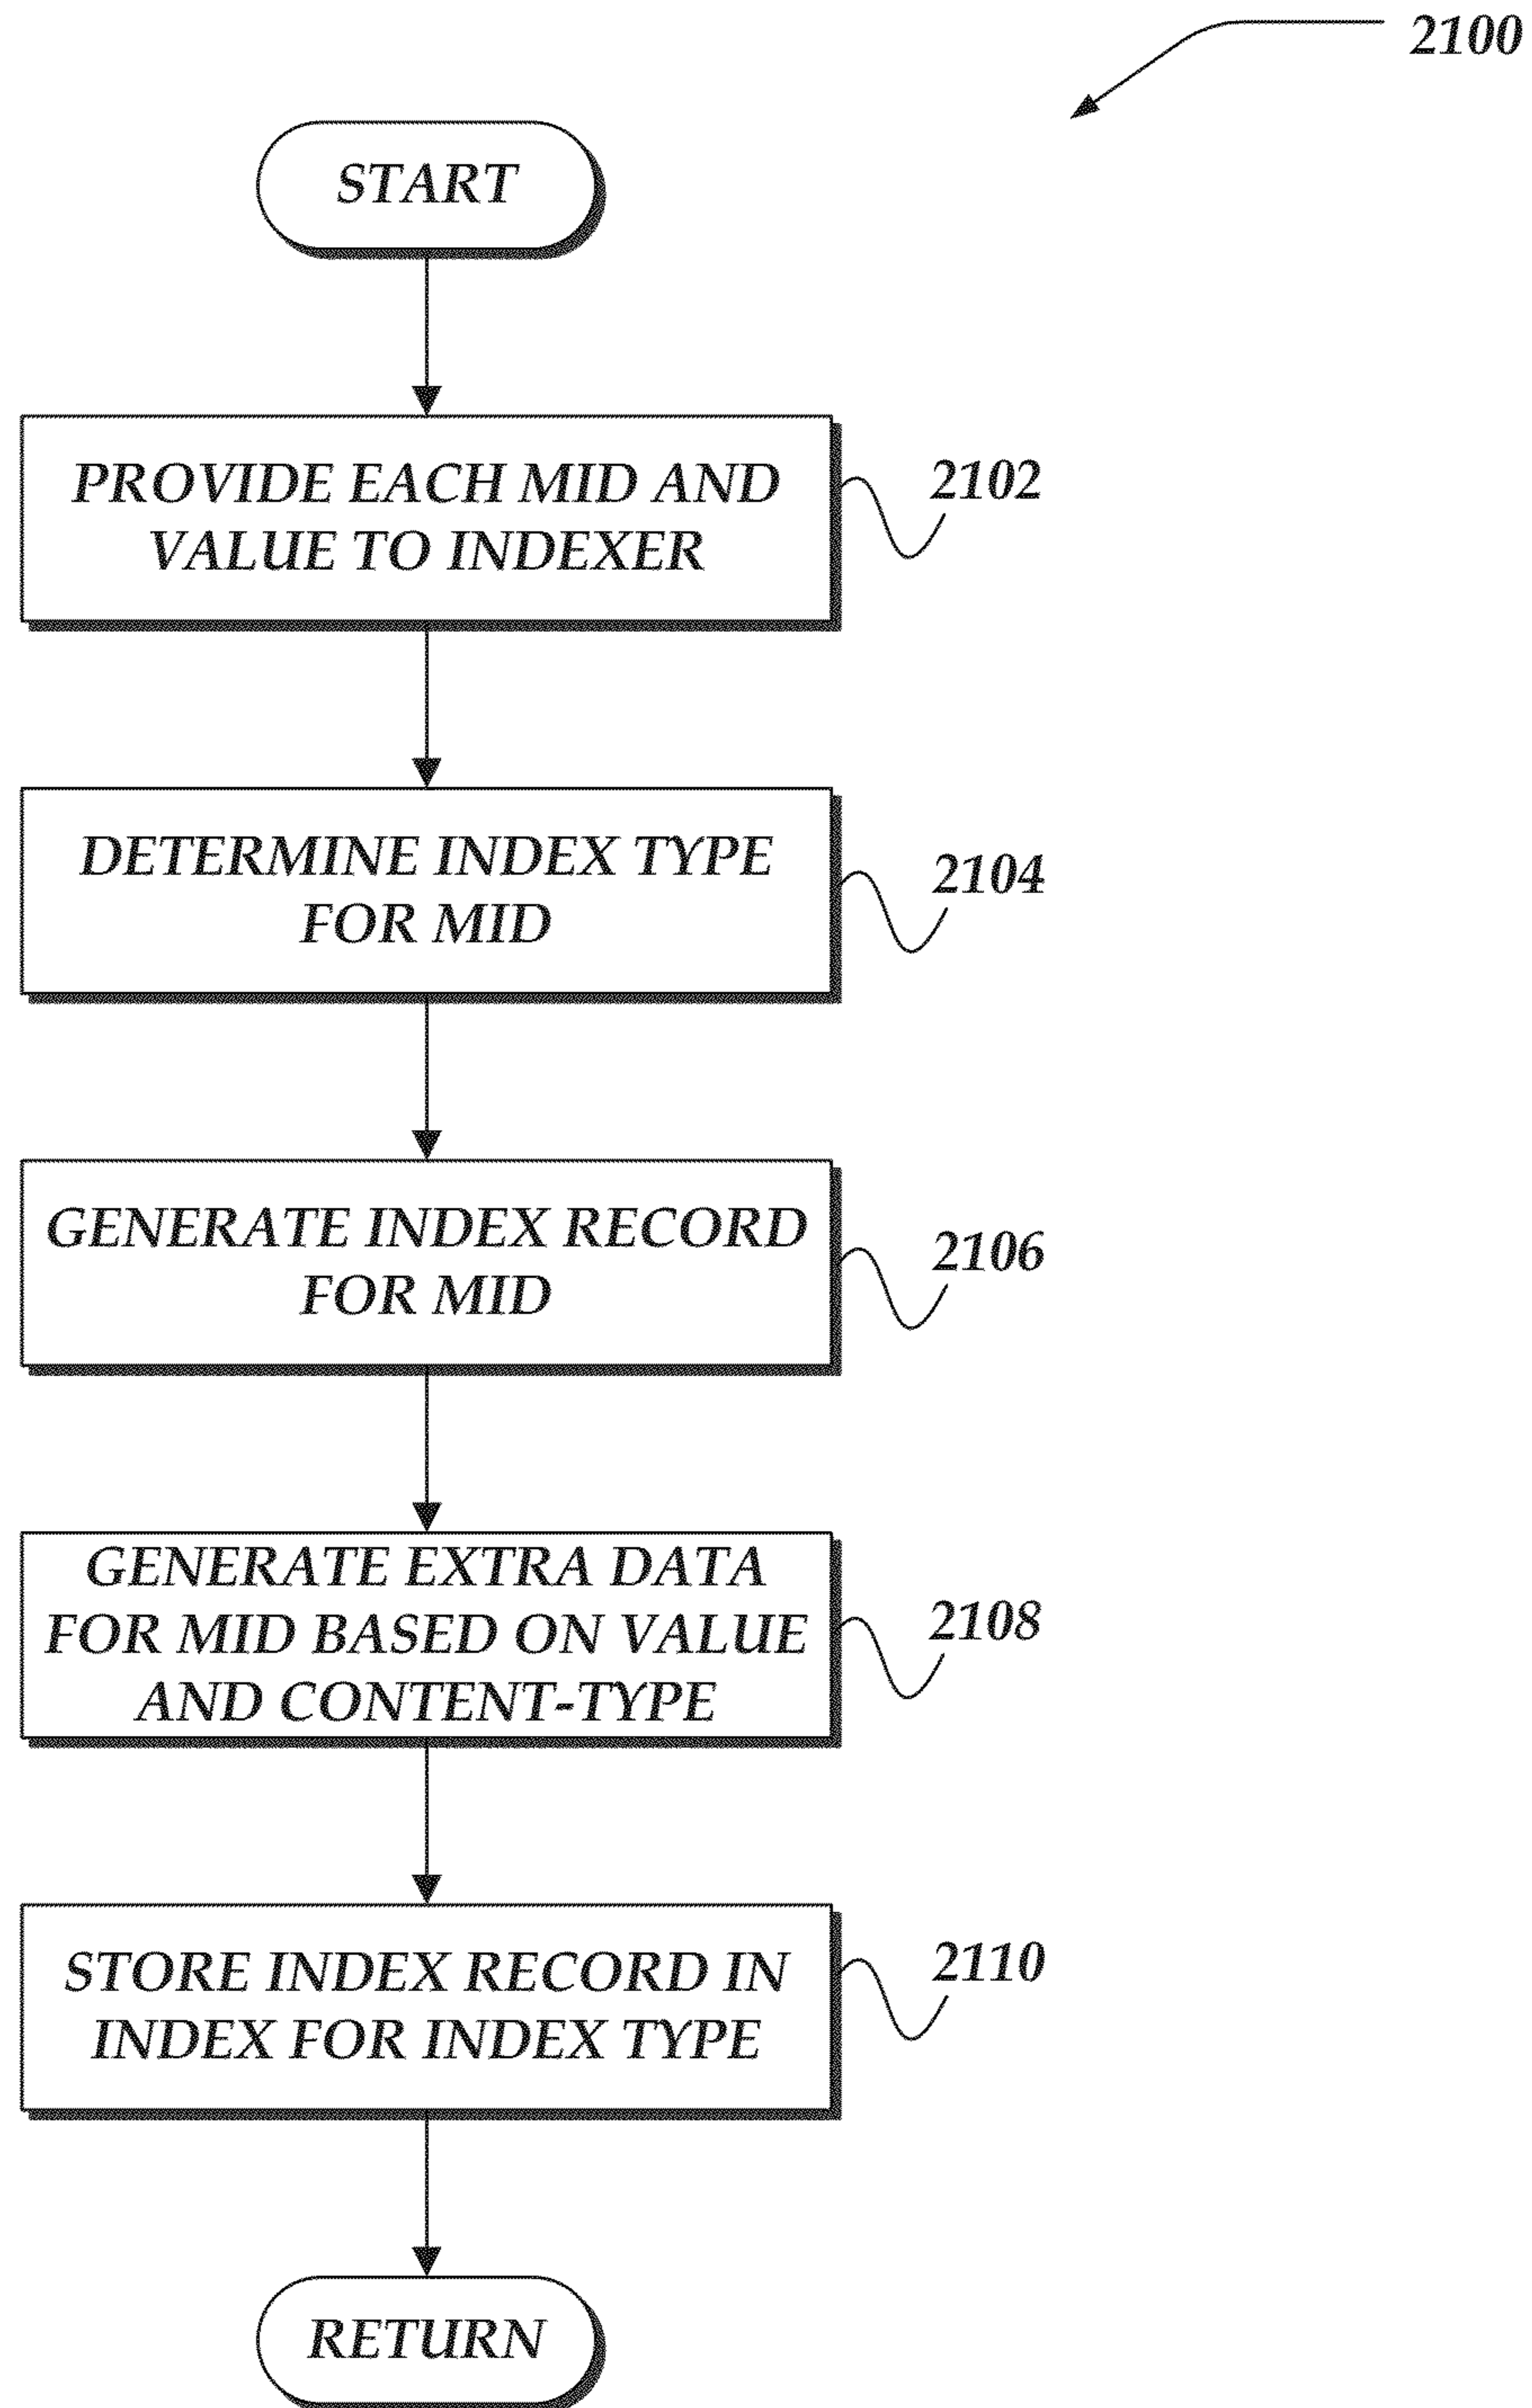 2100
START
PROVIDE EACH MID AND
VALUE TO INDEXER
2102
DETERMINE INDEX TYPE
FOR MID
2104
GENERATE INDEX RECORD
FOR MID
2106
GENERATE EXTRA DATA
FOR MID BASED ON VALUE
AND CONTENT-TYPE
2108
STORE INDEX RECORD IN
INDEX FOR INDEX TYPE
2110
RETURN